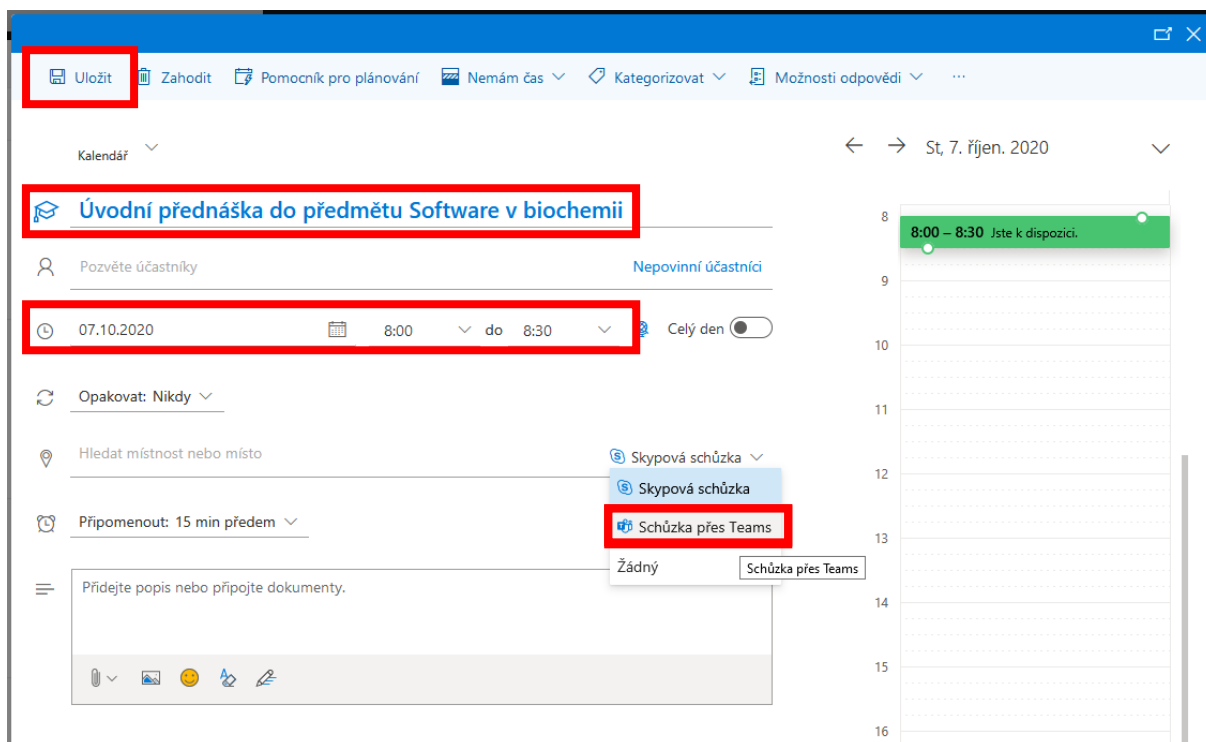 Uložit Zahodit Pomocník pro plánování Nemám čas Kategorizovat Možnosti odpovědi ...
Kalendář
St, 7. říjen. 2020
Úvodní přednáška do předmětu Software v biochemii
Pozvěte účastníky Nepovinní účastníci
07.10.2020 8:00 do 8:30 Celý den
Opakovat: Nikdy
Hledat místnost nebo místo Skypová schůzka
Skypová schůzka
Schůzka přes Teams
Žádný
Schůzka přes Teams
Připomenout: 15 min předem
Přidejte popis nebo připojte dokumenty.
8
8:00 – 8:30 Jste k dispozici.
9
10
11
12
13
14
15
16